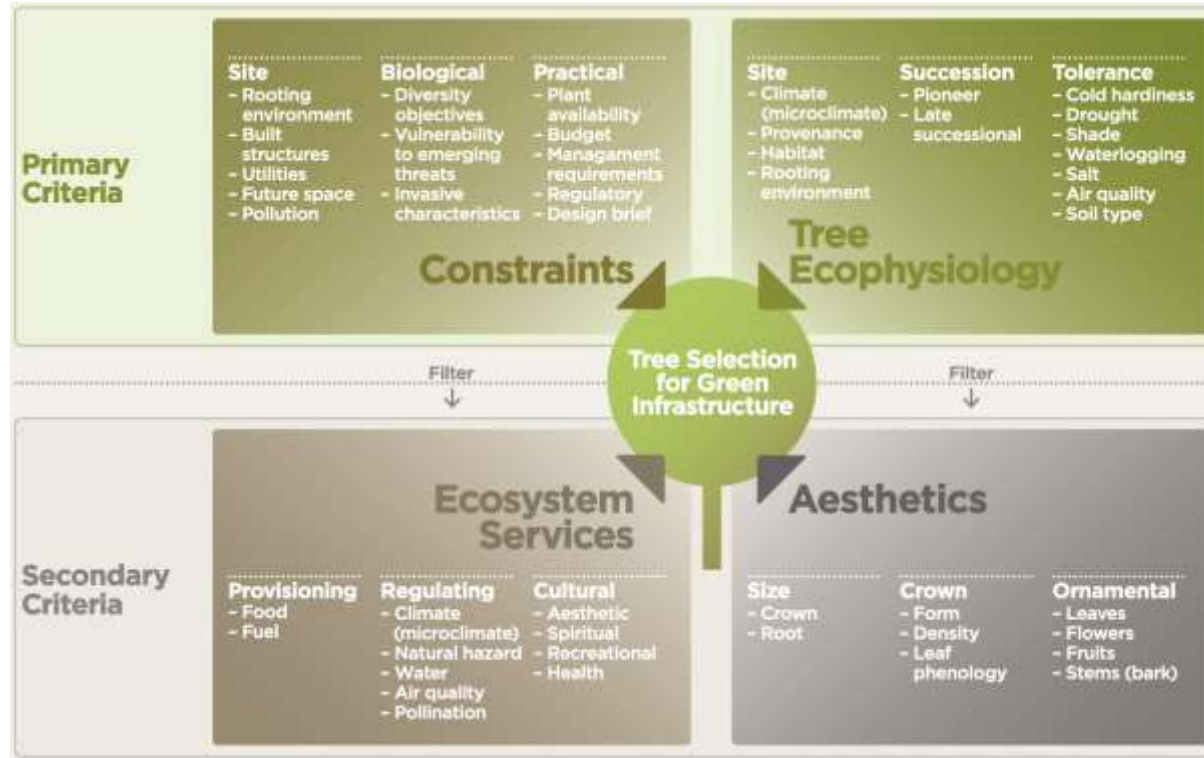 Primary
Criteria
Site
– Rooting
environment
– Built
structures
– Utilities
– Future space
– Pollution
Biological
– Diversity
objectives
– Vulnerability
to emerging
threats
– Invasive
characteristics
Practical
– Plant
availability
– Budget
– Managament
requirements
– Regulatory
– Design brief
Constraints
Site
– Climate
(microclimate)
– Provenance
– Habitat
– Rooting
environment
Succession
– Pioneer
– Late
successional
Tolerance
– Cold hardiness
– Drought
– Shade
– Waterlogging
– Salt
– Air quality
– Soil type
Tree
Ecophysiology
Tree Selection
for Green
Infrastructure
Filter
Filter
Secondary
Criteria
Ecosystem
Services
Provisioning
– Food
– Fuel
Regulating
– Climate
(microclimate)
– Natural hazard
– Water
– Air quality
– Pollination
Cultural
– Aesthetic
– Spiritual
– Recreational
– Health
Aesthetics
Size
– Crown
– Root
Crown
– Form
– Density
– Leaf
phenology
Ornamental
– Leaves
– Flowers
– Fruits
– Stems (bark)